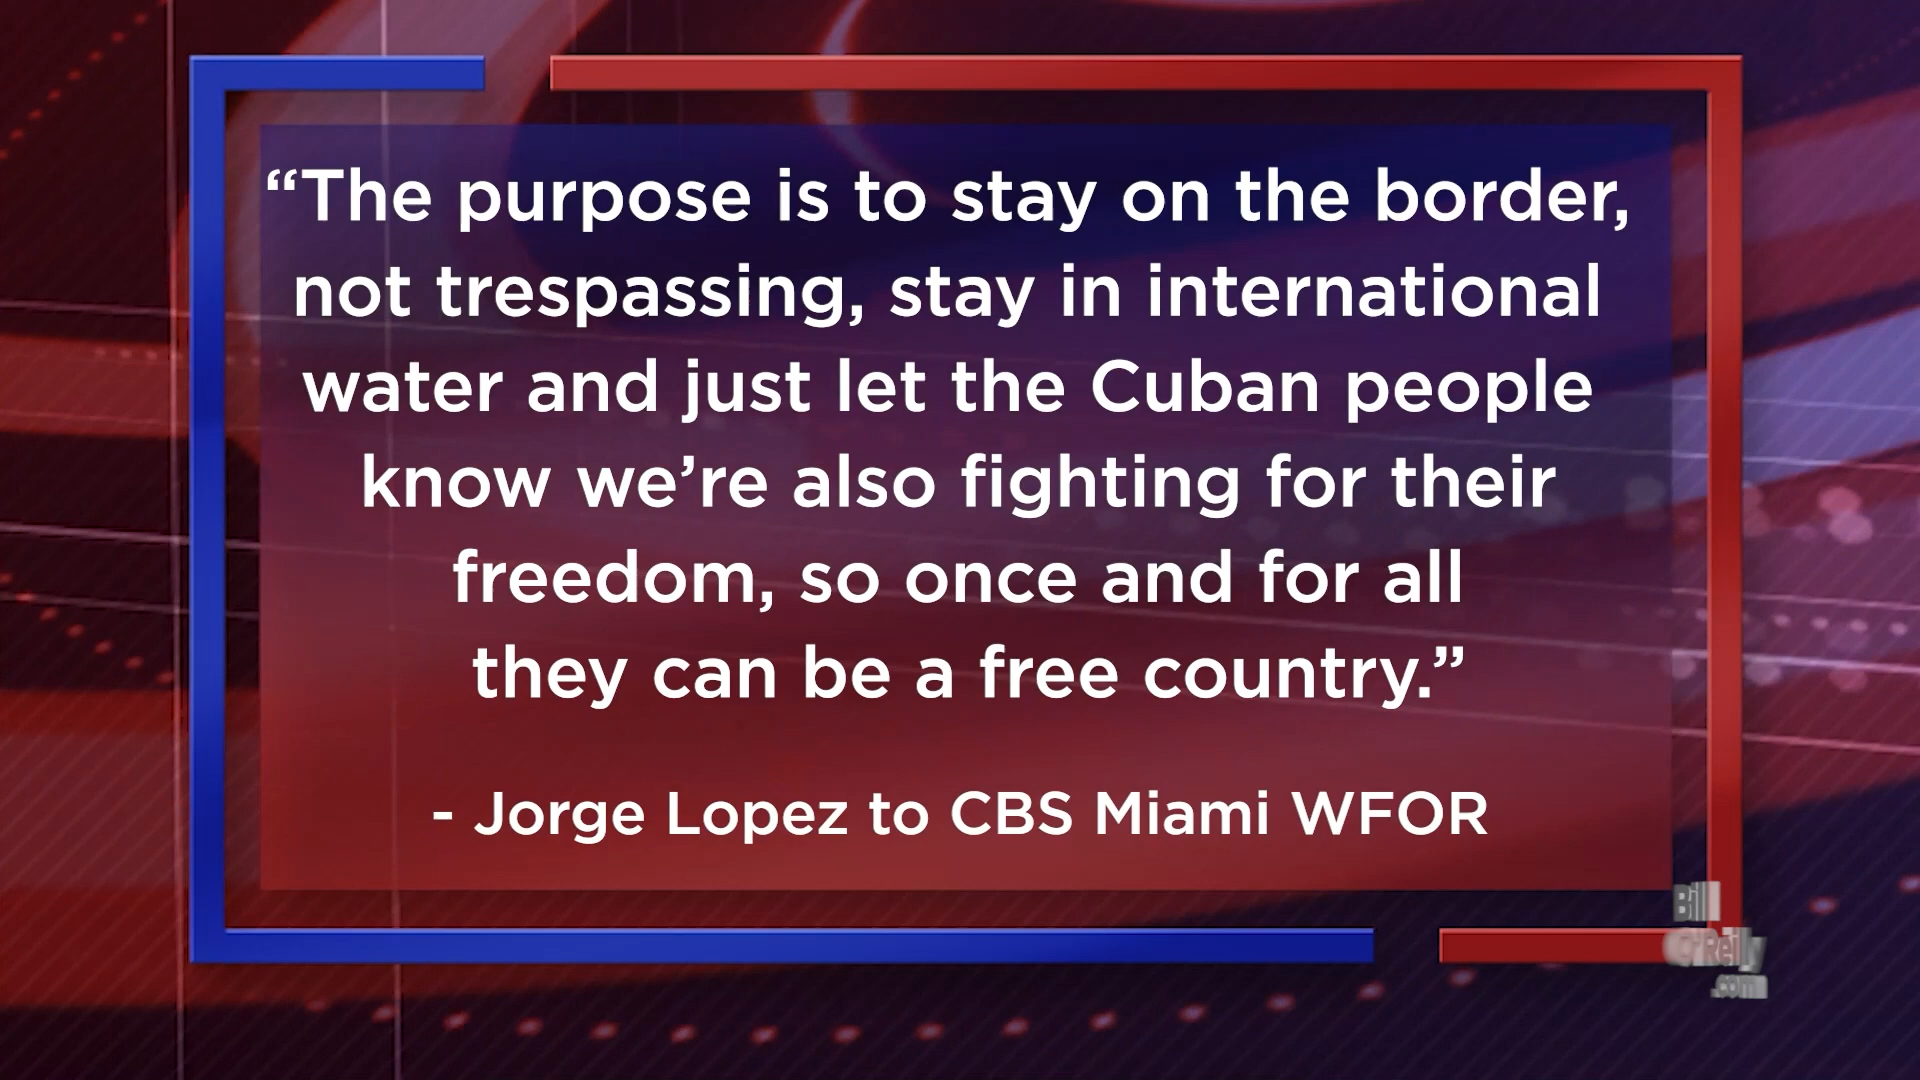 “The purpose is to stay on the border,
not trespassing, stay in international
water and just let the Cuban people
know we’re also fighting for their
freedom, so once and for all
they can be a free country.”
- Jorge Lopez to CBS Miami WFOR
Bill
O'Reilly
.com